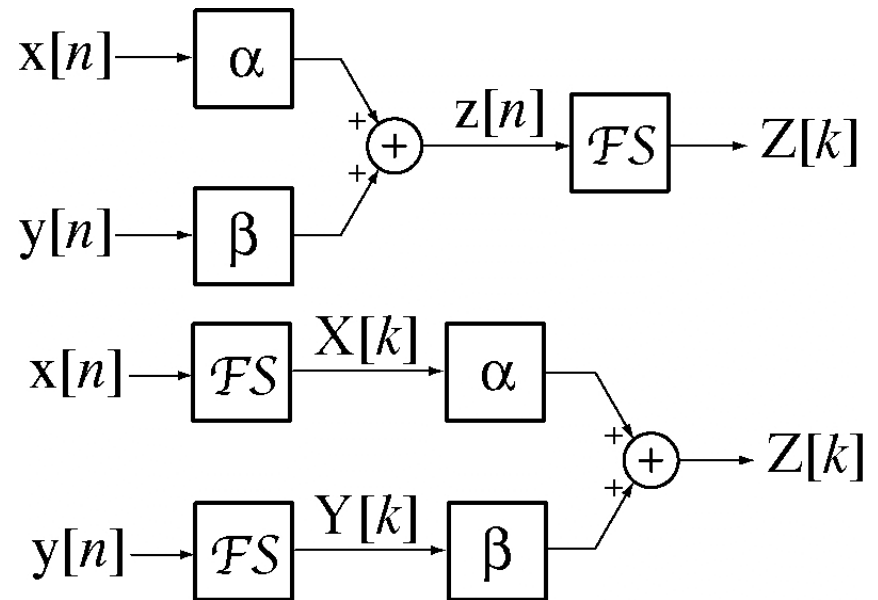 x[n] α
+ z[n] ℱS Z[k]
+
+
y[n] β
x[n] ℱS X[k] α
+
+ Z[k]
+
y[n] ℱS Y[k] β